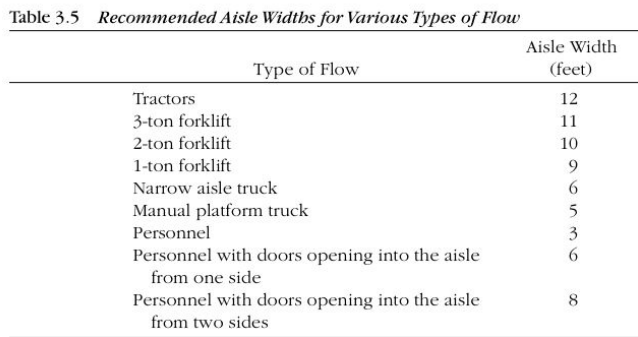 Table 3.5 Recommended Aisle Widths for Various Types of Flow
Aisle Width
Type of Flow (feet)
Tractors 12
3-ton forklift 11
2-ton forklift 10
1-ton forklift 9
Narrow aisle truck 6
Manual platform truck 5
Personnel 3
Personnel with doors opening into the aisle 6
from one side
Personnel with doors opening into the aisle 8
from two sides